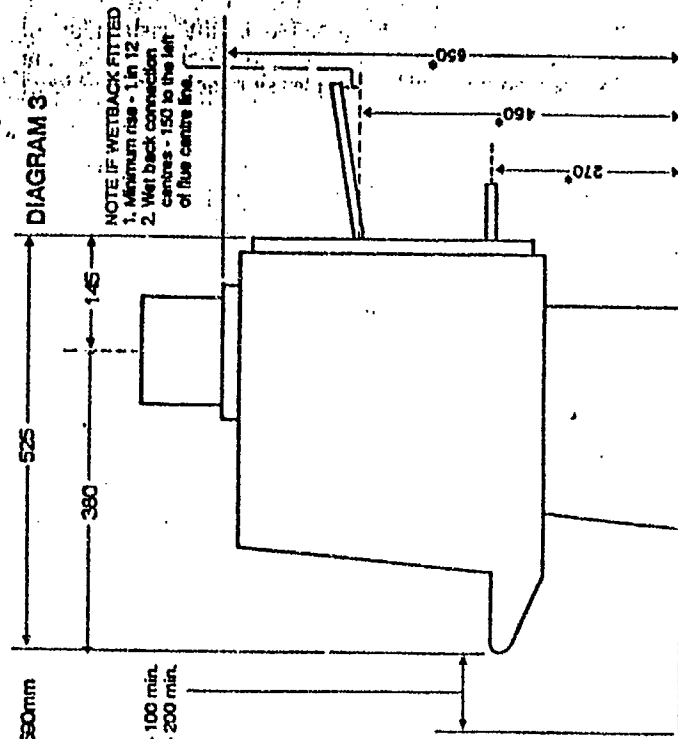 DIAGRAM 3
NOTE IF WETBACK FITTED
1. Minimum rise - 1 in 12
2. Wet back connection
centres - 150 to the left
of flue centre line.
525
145
380
650*
460*
270*
690mm
- 100 min.
- 200 min.